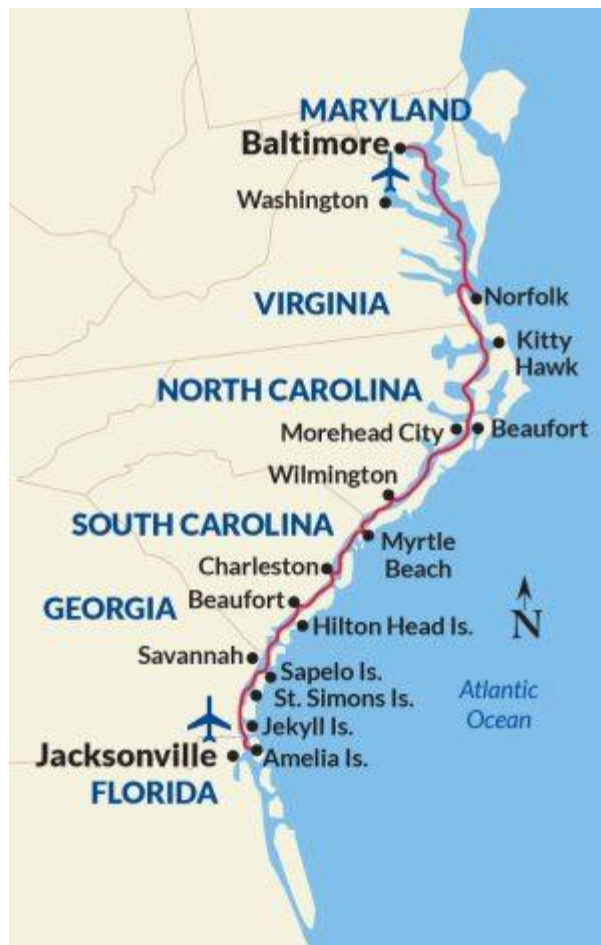 MARYLAND
Baltimore
Washington
Norfolk
VIRGINIA
Kitty
Hawk
NORTH CAROLINA
Morehead City
Beaufort
Wilmington
SOUTH CAROLINA
Myrtle
Beach
Charleston
Beaufort
GEORGIA
Hilton Head Is.
N
Savannah
Sapelo Is.
St. Simons Is.
Atlantic
Ocean
Jekyll Is.
Jacksonville
Amelia Is.
FLORIDA